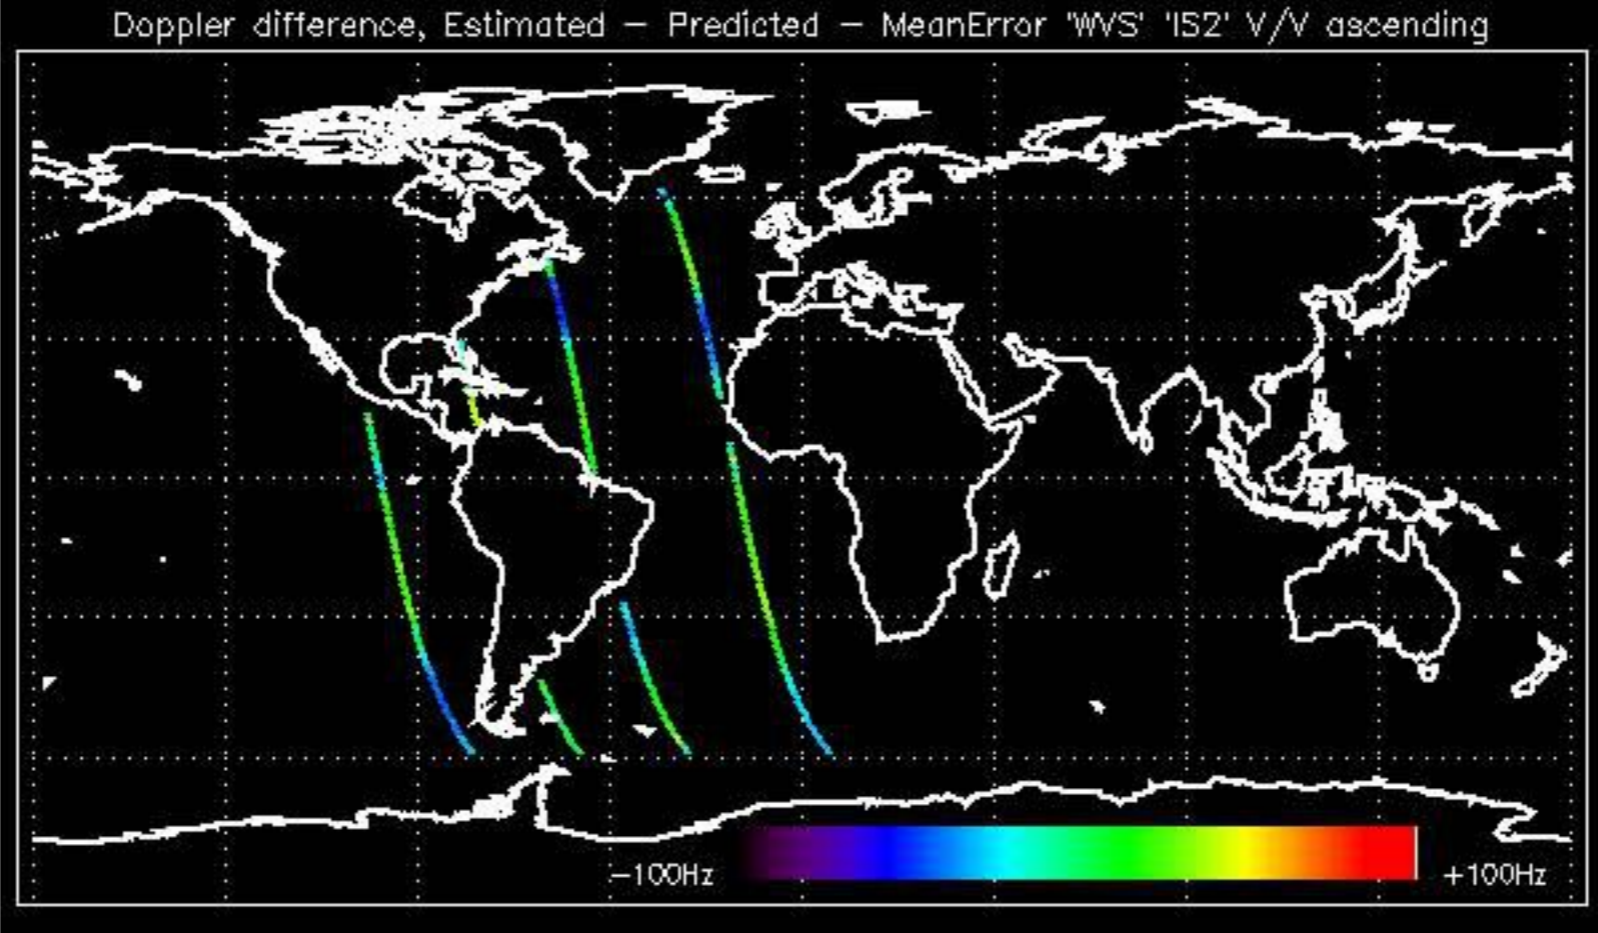 Doppler difference, Estimated – Predicted – MeanError 'WVS' 'IS2' V/V ascending
−100Hz +100Hz